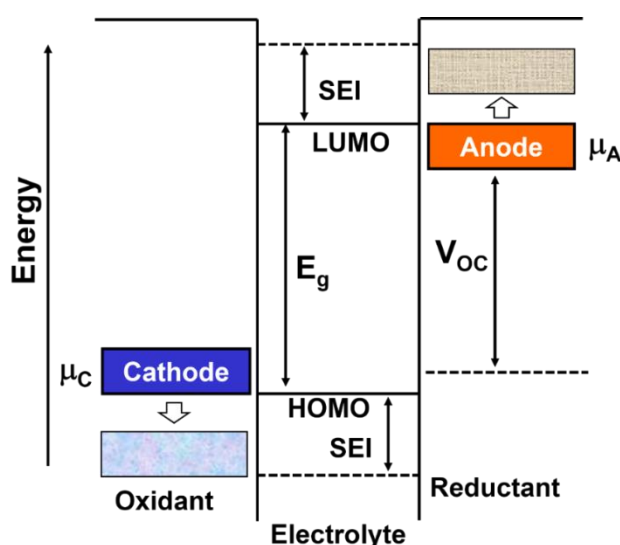 SEI
LUMO
Anode
μA
Energy
Eg
VOC
μC
Cathode
HOMO
SEI
Oxidant
Reductant
Electrolyte